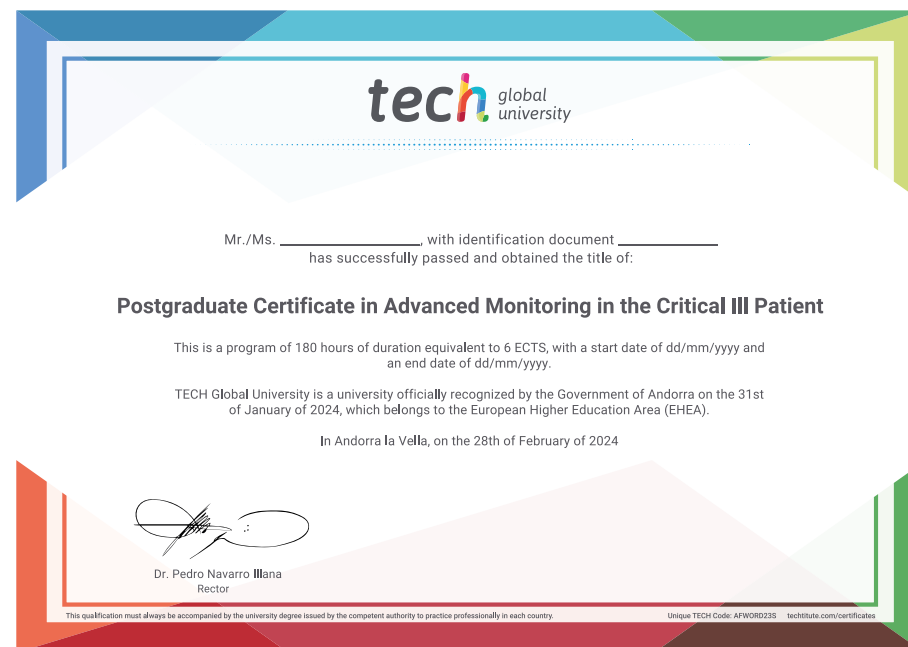 tech global university
Mr./Ms. ____________________, with identification document ______________
has successfully passed and obtained the title of:
Postgraduate Certificate in Advanced Monitoring in the Critical Ill Patient
This is a program of 180 hours of duration equivalent to 6 ECTS, with a start date of dd/mm/yyyy and
an end date of dd/mm/yyyy.
TECH Global University is a university officially recognized by the Government of Andorra on the 31st
of January of 2024, which belongs to the European Higher Education Area (EHEA).
In Andorra la Vella, on the 28th of February of 2024
Dr. Pedro Navarro Illana
Rector
This qualification must always be accompanied by the university degree issued by the competent authority to practice professionally in each country.
Unique TECH Code: AFWORD23S techtitute.com/certificates